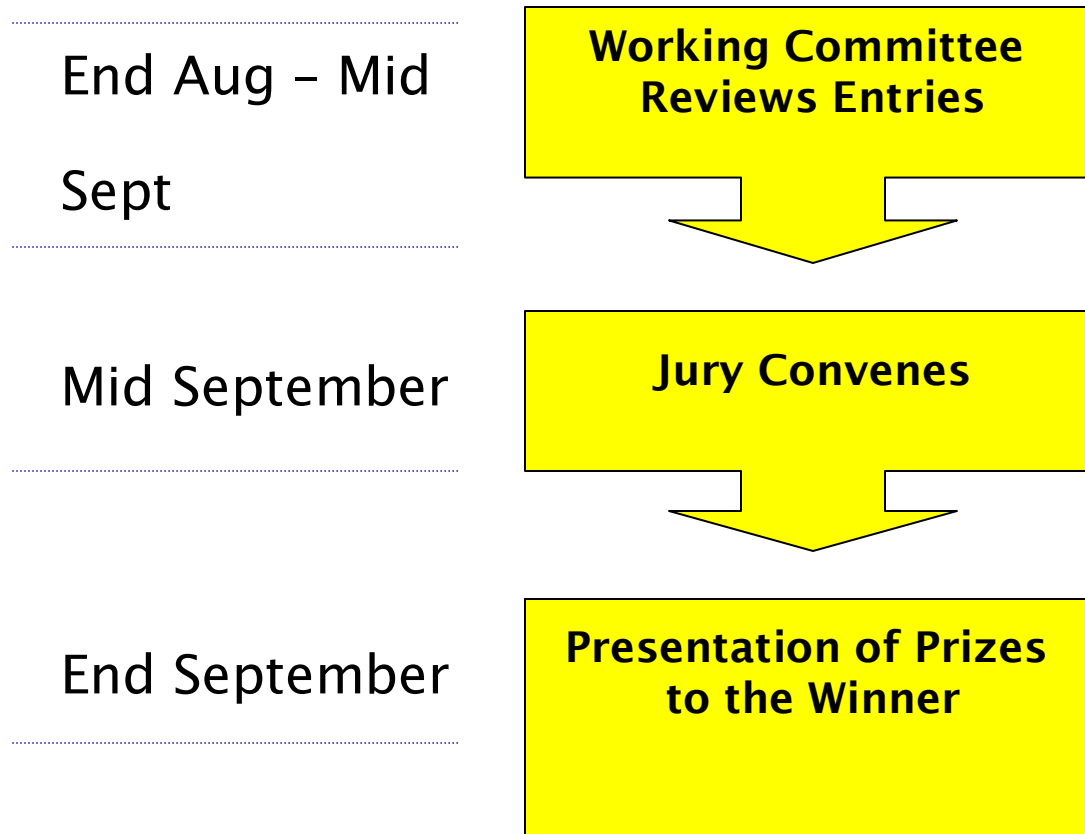 End Aug – Mid
Sept
Working Committee
Reviews Entries
Mid September
Jury Convenes
End September
Presentation of Prizes
to the Winner